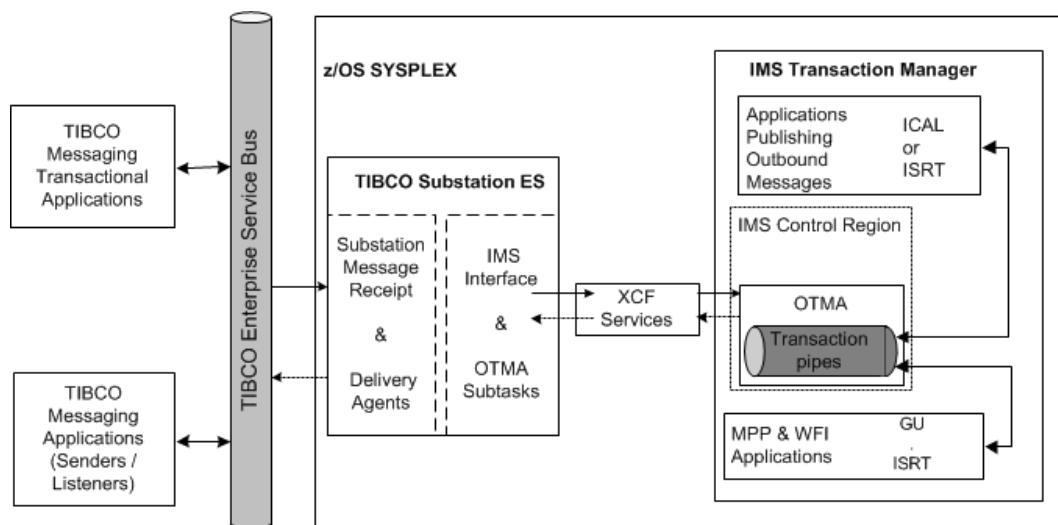 z/OS SYSPLEX
IMS Transaction Manager
TIBCO
Messaging
Transactional
Applications
TIBCO Enterprise Service Bus
TIBCO Substation ES
Substation
Message
Receipt
&
Delivery
Agents
IMS
Interface
&
OTMA
Subtasks
XCF
Services
Applications
Publishing
Outbound
Messages
ICAL
or
ISRT
IMS Control Region
OTMA
Transaction
pipes
TIBCO
Messaging
Applications
(Senders /
Listeners)
MPP & WFI
Applications
GU
.
ISRT